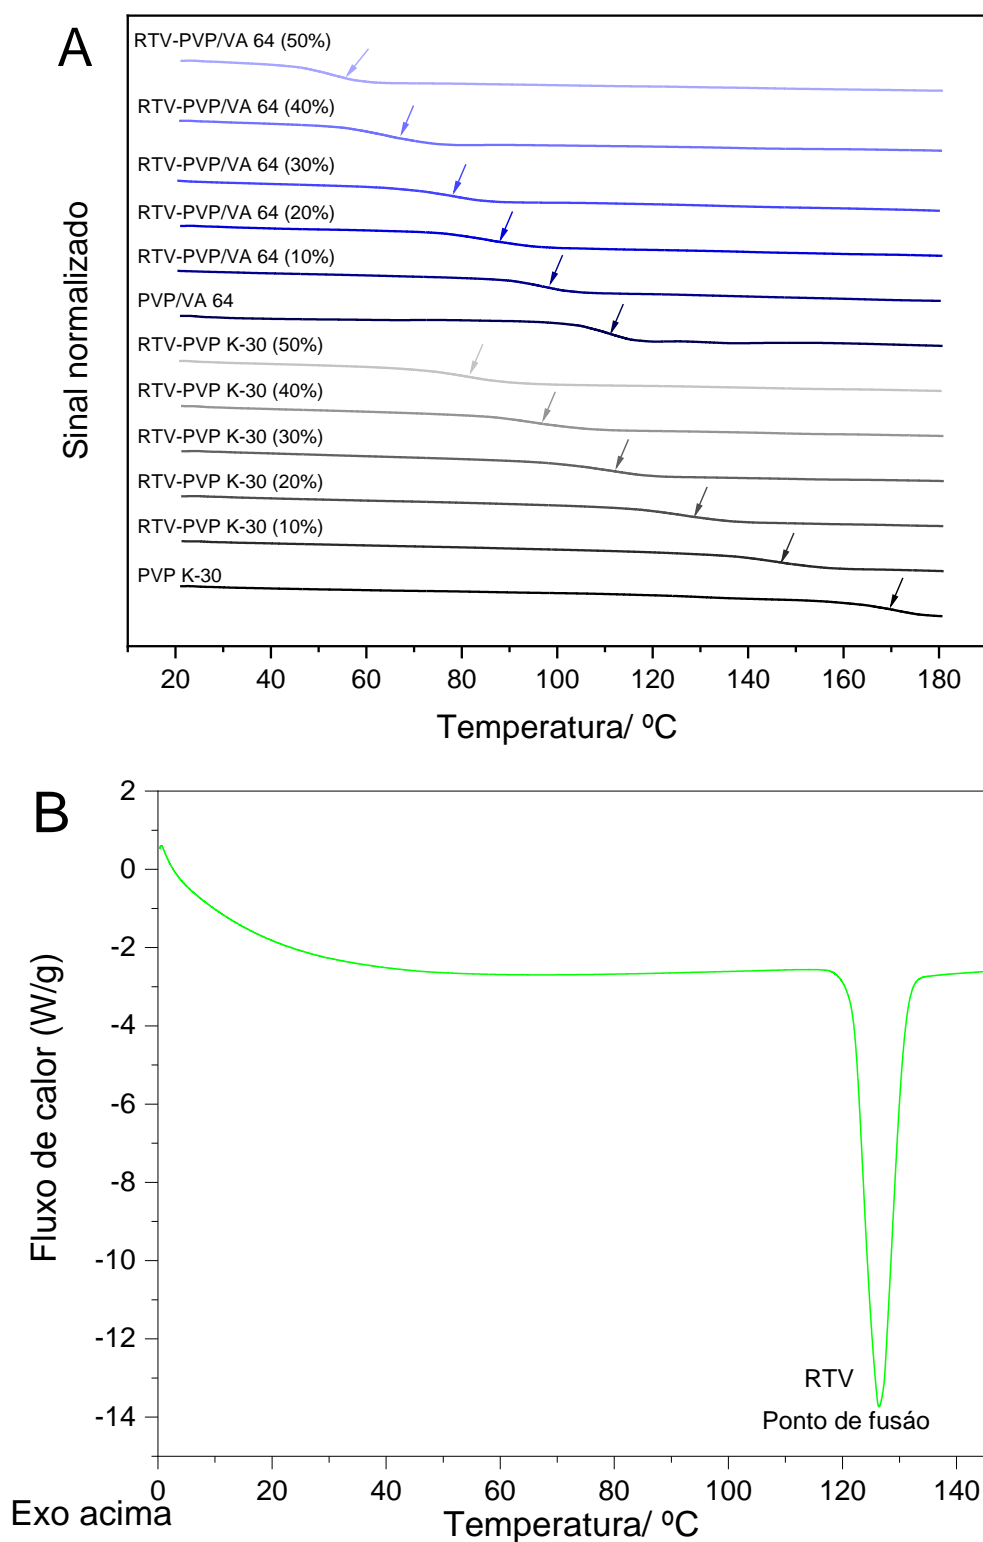 A
RTV-PVP/VA 64 (50%)
RTV-PVP/VA 64 (40%)
RTV-PVP/VA 64 (30%)
RTV-PVP/VA 64 (20%)
RTV-PVP/VA 64 (10%)
PVP/VA 64
RTV-PVP K-30 (50%)
RTV-PVP K-30 (40%)
RTV-PVP K-30 (30%)
RTV-PVP K-30 (20%)
RTV-PVP K-30 (10%)
PVP K-30
Sinal normalizado
20 40 60 80 100 120 140 160 180
Temperatura/ ºC
B
2
0
-2
-4
-6
-8
-10
-12
-14
Fluxo de calor (W/g)
RTV
Ponto de fusáo
0 20 40 60 80 100 120 140
Exo acima
Temperatura/ ºC